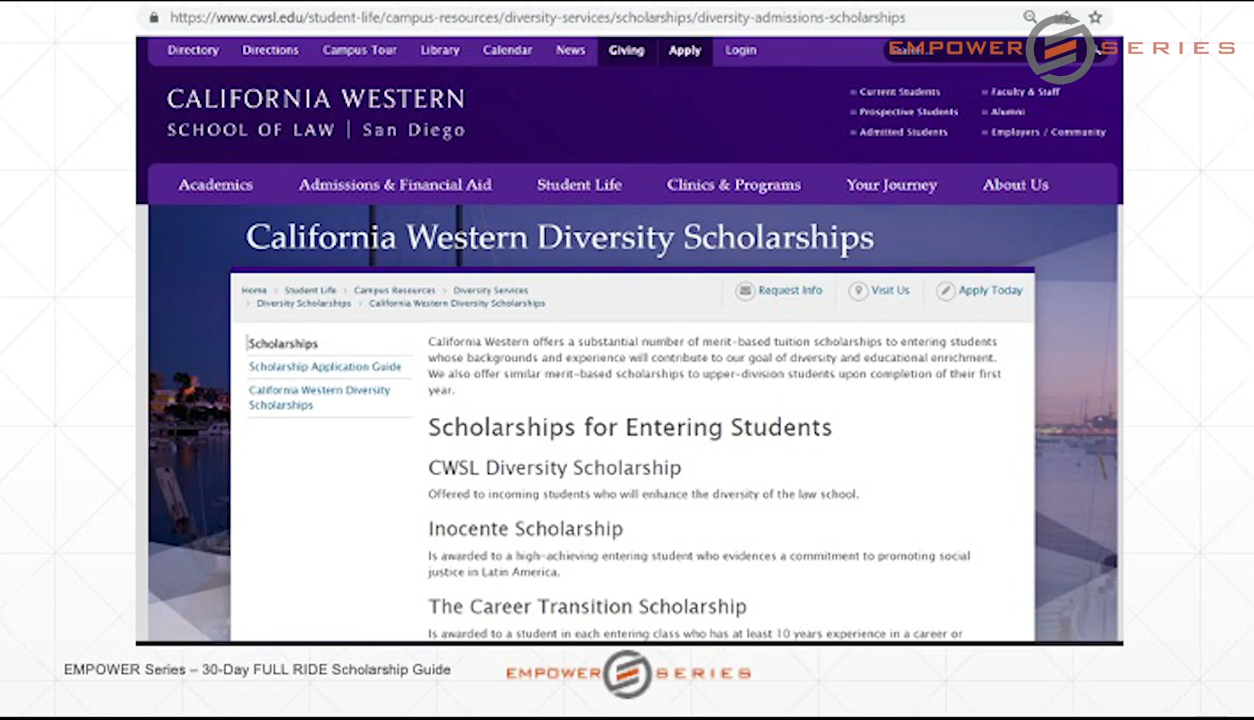 https://www.cwsl.edu/student-life/campus-resources/diversity-services/scholarships/diversity-admissions-scholarships
EMPOWER SERIES
Directory Directions Campus Tour Library Calendar News Giving Apply Login
CALIFORNIA WESTERN
SCHOOL OF LAW | San Diego
Current Students Faculty & Staff
Prospective Students Alumni
Admitted Students Employers / Community
Academics Admissions & Financial Aid Student Life Clinics & Programs Your Journey About Us
California Western Diversity Scholarships
Home > Student Life > Campus Resources > Diversity Services
> Diversity Scholarships > California Western Diversity Scholarships
Request Info Visit Us Apply Today
Scholarships
Scholarship Application Guide
California Western Diversity
Scholarships
California Western offers a substantial number of merit-based tuition scholarships to entering students
whose backgrounds and experience will contribute to our goal of diversity and educational enrichment.
We also offer similar merit-based scholarships to upper-division students upon completion of their first
year.
Scholarships for Entering Students
CWSL Diversity Scholarship
Offered to incoming students who will enhance the diversity of the law school.
Inocente Scholarship
Is awarded to a high-achieving entering student who evidences a commitment to promoting social
justice in Latin America.
The Career Transition Scholarship
Is awarded to a student in each entering class who has at least 10 years experience in a career or
EMPOWER Series – 30-Day FULL RIDE Scholarship Guide
EMPOWER SERIES